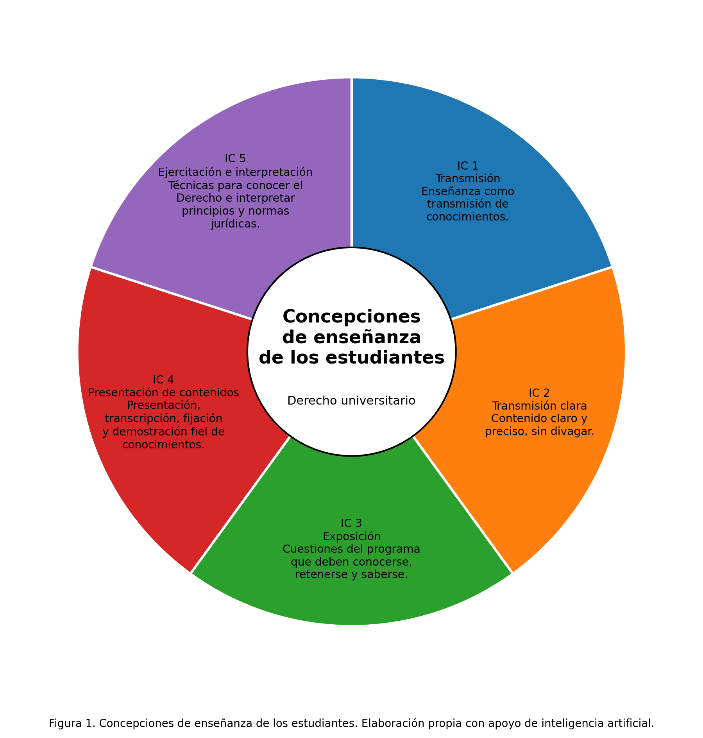 IC 5
Ejercitación e interpretación
Técnicas para conocer el
Derecho e interpretar
principios y normas
jurídicas.
IC 1
Transmisión
Enseñanza como
transmisión de
conocimientos.
Concepciones
de enseñanza
de los estudiantes
Derecho universitario
IC 4
Presentación de contenidos
Presentación,
transcripción, fijación
y demostración fiel de
conocimientos.
IC 2
Transmisión clara
Contenido claro y
preciso, sin divagar.
IC 3
Exposición
Cuestiones del programa
que deben conocerse,
retenerse y saberse.
Figura 1. Concepciones de enseñanza de los estudiantes. Elaboración propia con apoyo de inteligencia artificial.